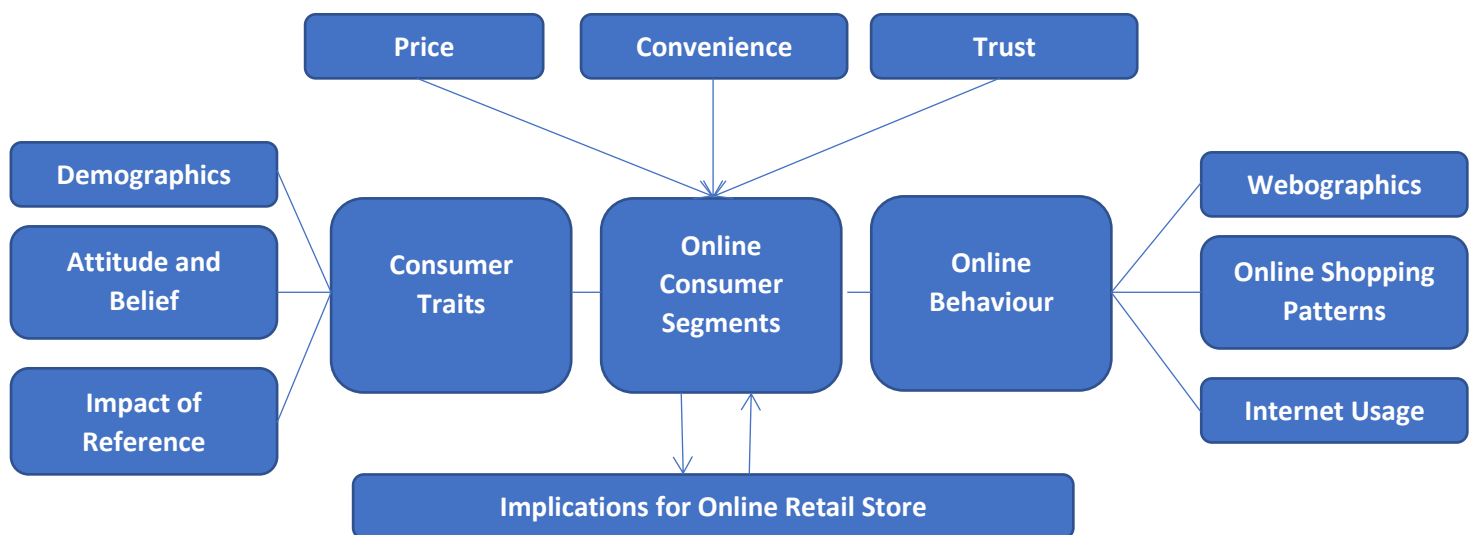 Price
Convenience
Trust
Demographics
Attitude and
Belief
Impact of
Reference
Consumer
Traits
Online
Consumer
Segments
Online
Behaviour
Webographics
Online Shopping
Patterns
Internet Usage
Implications for Online Retail Store